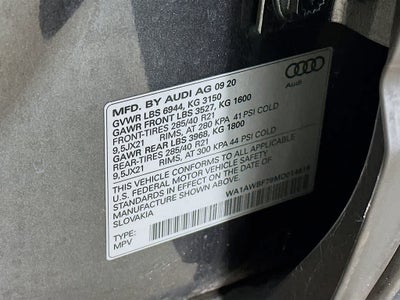 MFD. BY AUDI AG 09 20
GVWR LBS 6944, KG 3150
GAWR FRONT LBS 3527, KG 1600
FRONT-TIRES 285/40 R21
9,5JX21 RIMS, AT 280 KPA 41 PSI COLD
GAWR REAR LBS 3968, KG 1800
REAR-TIRES 285/40 R21
9,5JX21 RIMS, AT 300 KPA 44 PSI COLD
THIS VEHICLE CONFORMS TO ALL APPLICABLE
U.S. FEDERAL MOTOR VEHICLE SAFETY
STANDARDS IN EFFECT ON THE DATE OF
MANUFACTURE SHOWN ABOVE.
SLOVAKIA
TYPE:
MPV